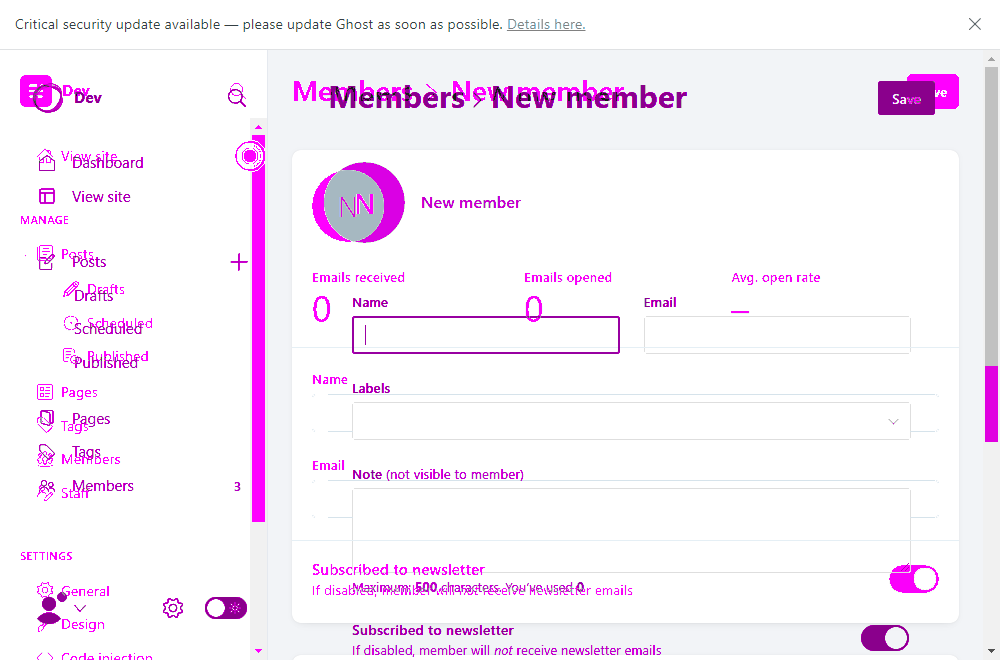 Critical security update available — please update Ghost as soon as possible. Details here.
Dev
Dev
Members > New member
Members > New member
Save
ve
View site
Dashboard
View site
MANAGE
Posts
Posts
Drafts
Drafts
Scheduled
Scheduled
Published
Published
Pages
Pages
Tags
Tags
Members
Members 3
Staff
SETTINGS
General
Design
Code injection
NN
New member
Emails received
0
Emails opened
0
Avg. open rate
—
Name
Email
Name
Labels
Email
Note (not visible to member)
Subscribed to newsletter
Maximum: 500 characters. You've used 0
If disabled, member will not receive newsletter emails
Subscribed to newsletter
If disabled, member will not receive newsletter emails